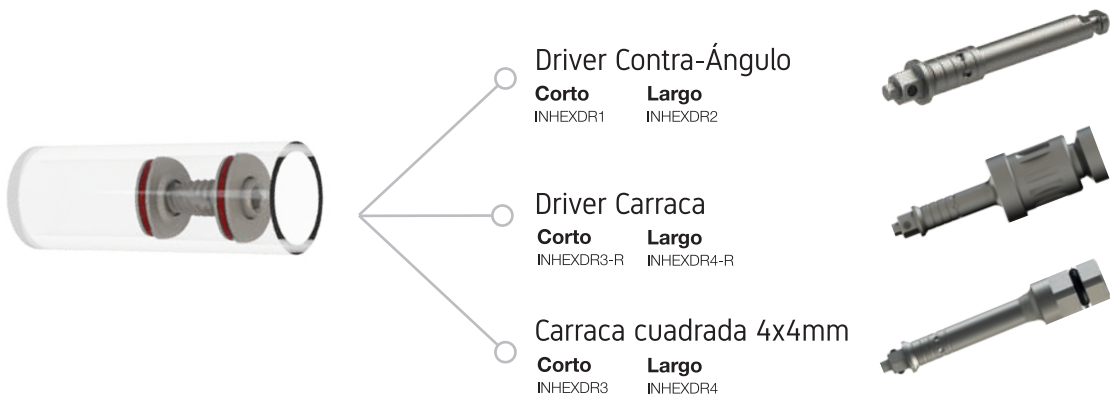 Driver Contra-Ángulo
Corto Largo
INHEXDR1 INHEXDR2
Driver Carraca
Corto Largo
INHEXDR3-R INHEXDR4-R
Carraca cuadrada 4x4mm
Corto Largo
INHEXDR3 INHEXDR4